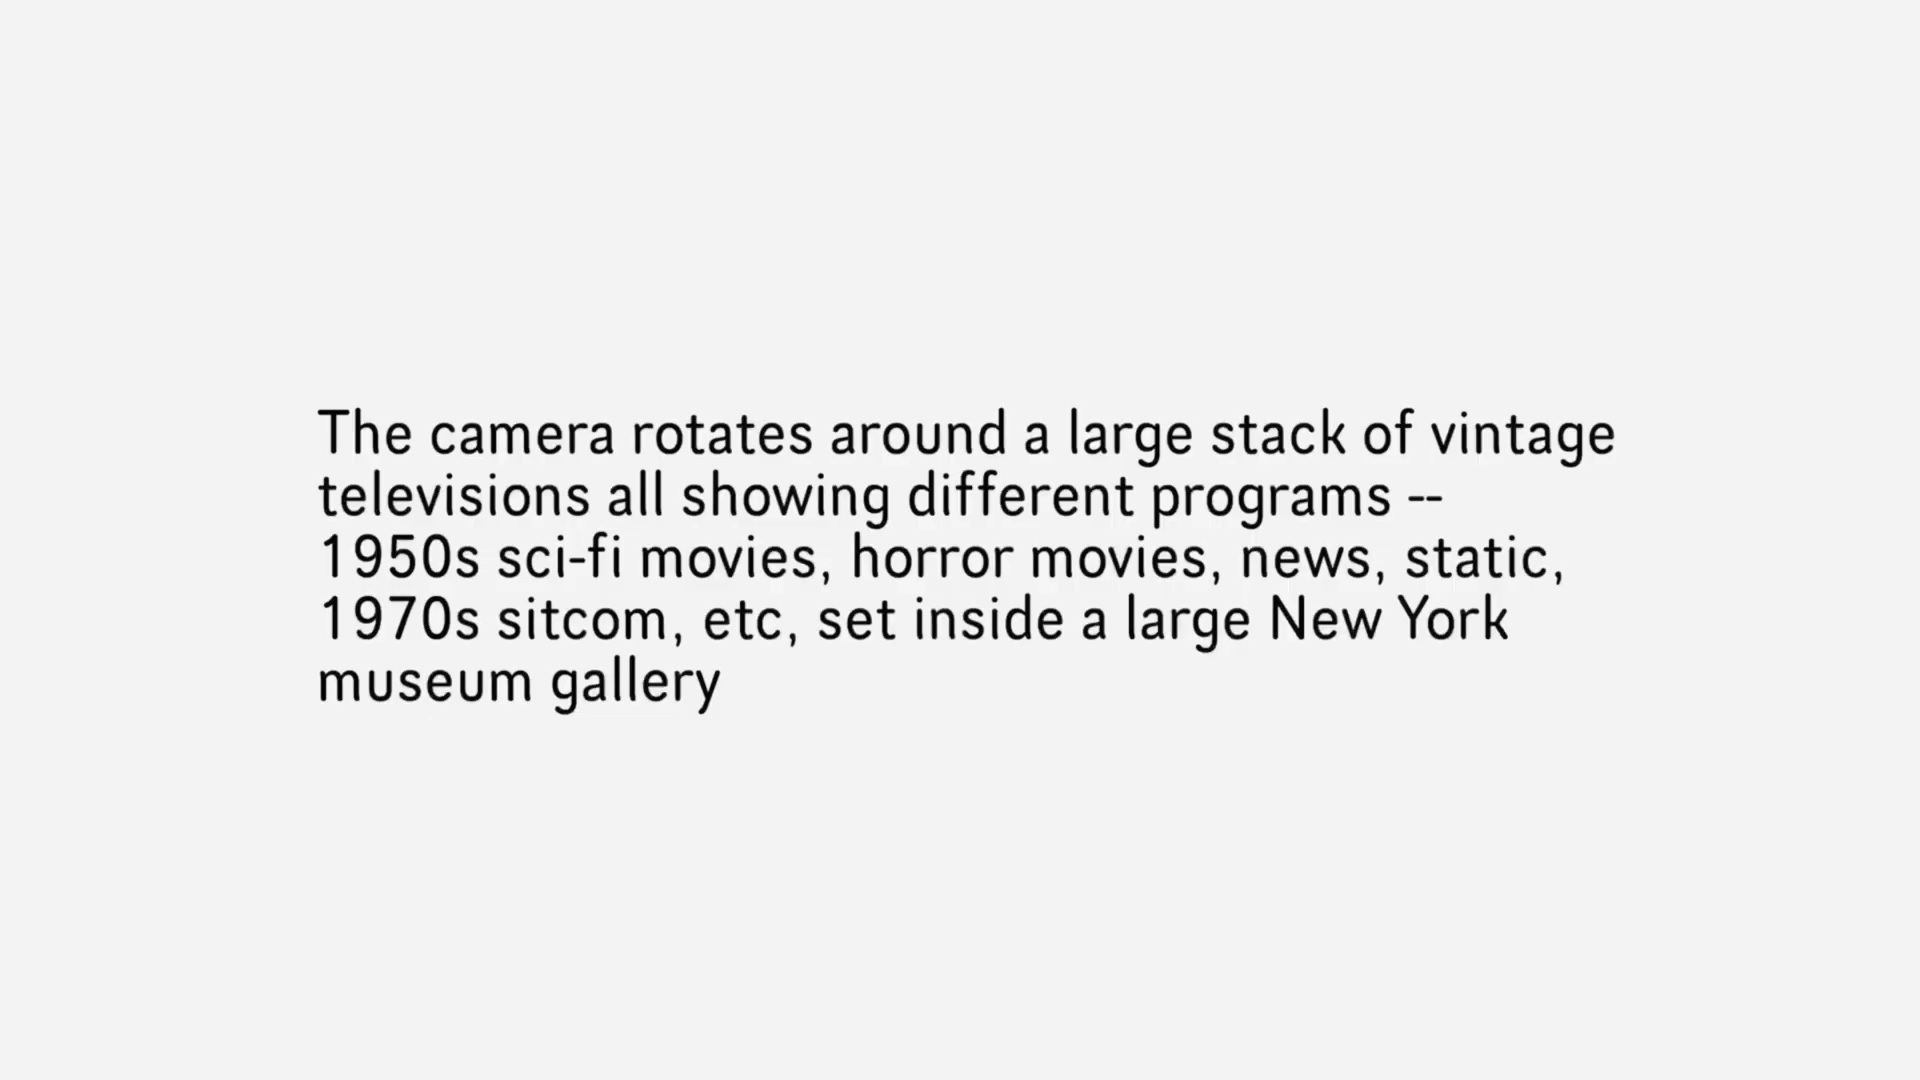 The camera rotates around a large stack of vintage
televisions all showing different programs --
1950s sci-fi movies, horror movies, news, static,
1970s sitcom, etc, set inside a large New York
museum gallery